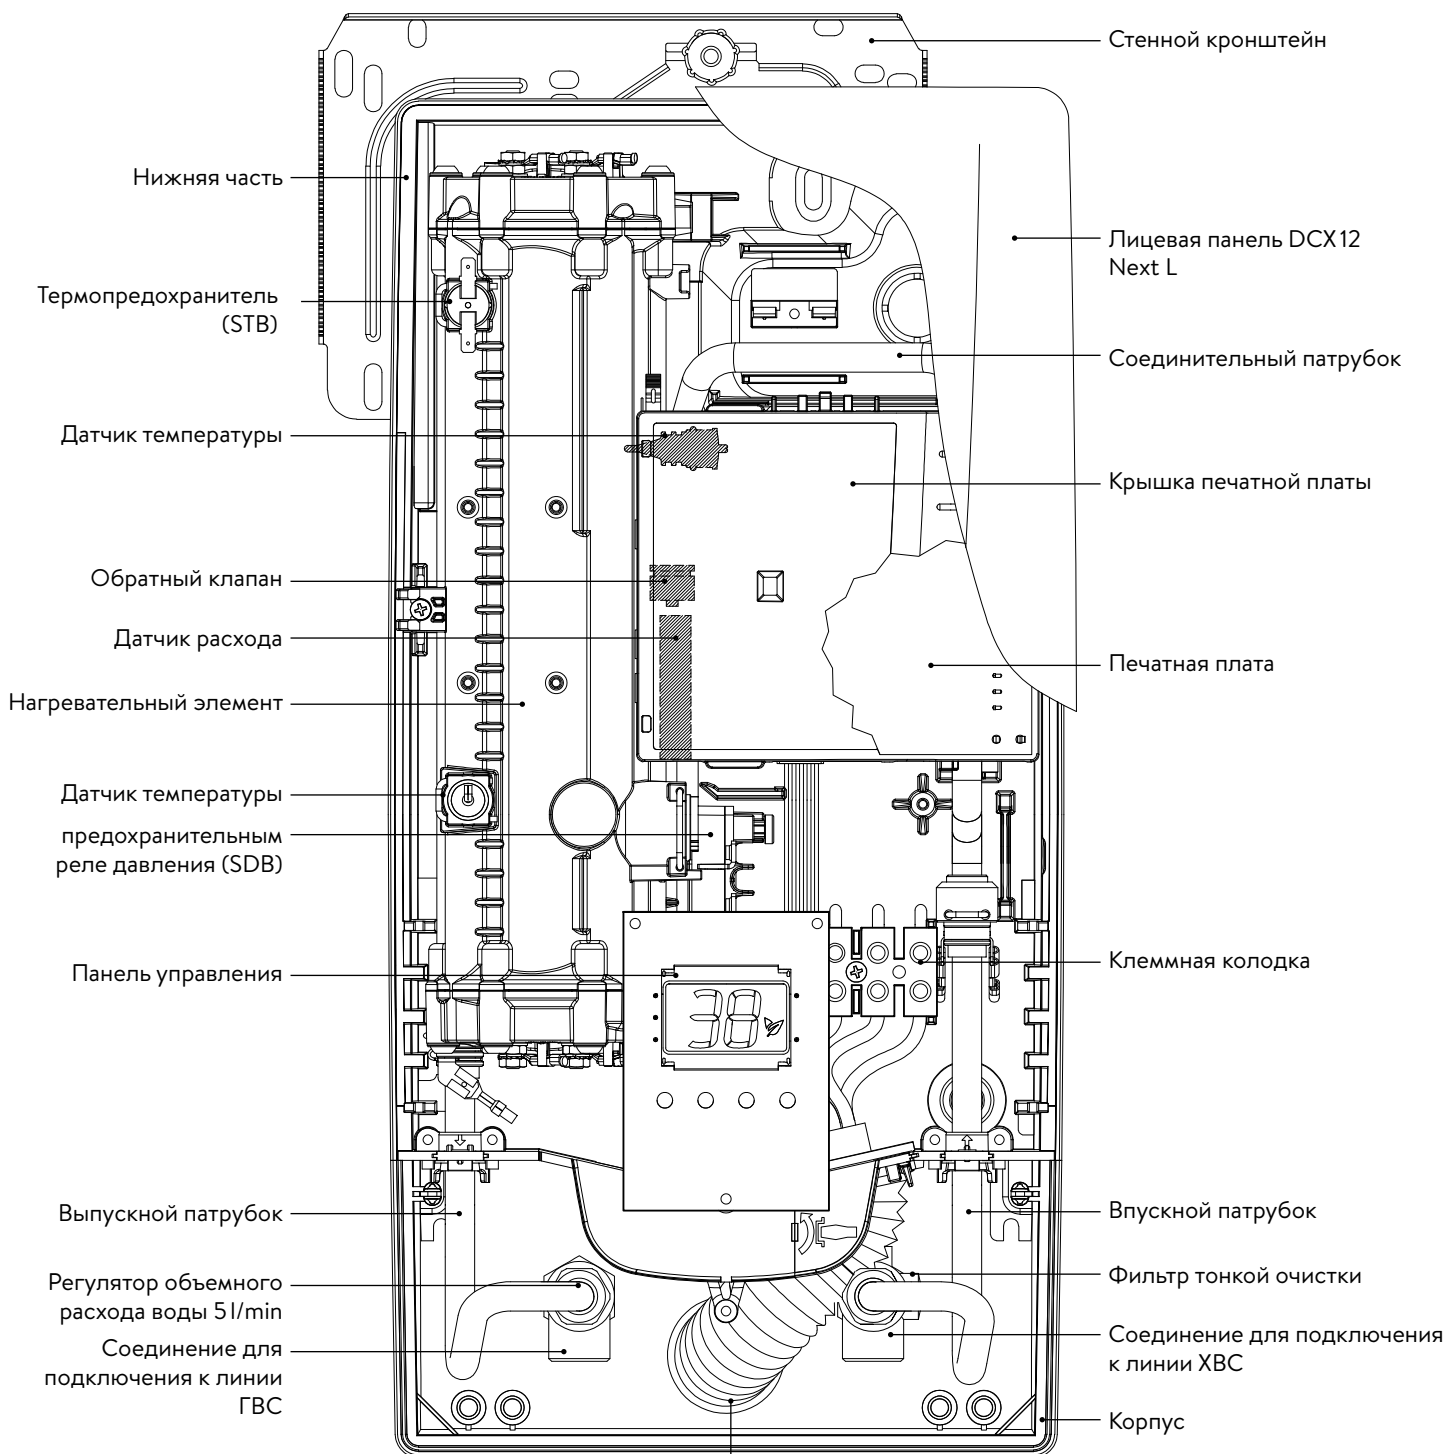 Стенной кронштейн
Нижняя часть
Лицевая панель DCX 12
Next L
Термопредохранитель
(STB)
Соединительный патрубок
Датчик температуры
Крышка печатной платы
Обратный клапан
Датчик расхода
Печатная плата
Нагревательный элемент
Датчик температуры
предохранительным
реле давления (SDB)
Панель управления
Клеммная колодка
38
Выпускной патрубок
Впускной патрубок
Регулятор объемного
расхода воды 5 l/min
Фильтр тонкой очистки
Соединение для
подключения к линии
ГВС
Соединение для подключения
к линии ХВС
Корпус